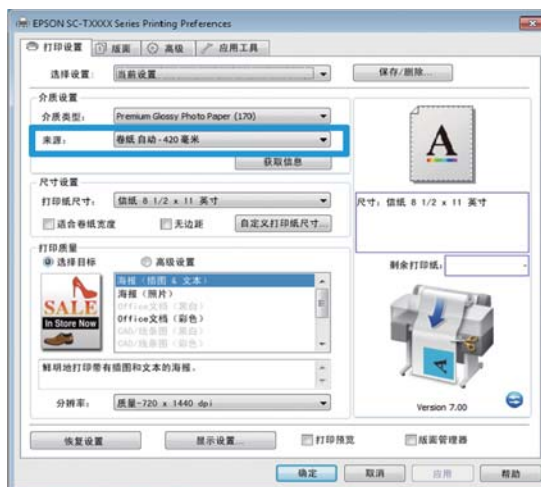 EPSON SC-TXXXX Series Printing Preferences
打印设置 版面 高级 应用工具
选择设置: 当前设置 保存/删除...
介质设置
介质类型: Premium Glossy Photo Paper (170)
来源: 卷纸 自动-420 毫米
获取信息
尺寸设置
打印纸尺寸: 信纸 8 1/2 x 11 英寸
适合卷纸宽度 无边距 自定义打印纸尺寸...
打印质量
选择目标 高级设置
海报 (插图 & 文本)
海报 (照片)
Office文档 (黑白)
Office文档 (彩色)
CAD/线条图 (黑白)
CAD/线条图 (彩色)
SALE
In Store Now
鲜明地打印带有插图和文本的海报。
分辨率: 质量-720 x 1440 dpi
A
尺寸: 信纸 8 1/2 x 11 英寸
剩余打印纸:
Version 7.00
恢复设置 显示设置... 打印预览 版面管理器
确定 取消 应用 帮助